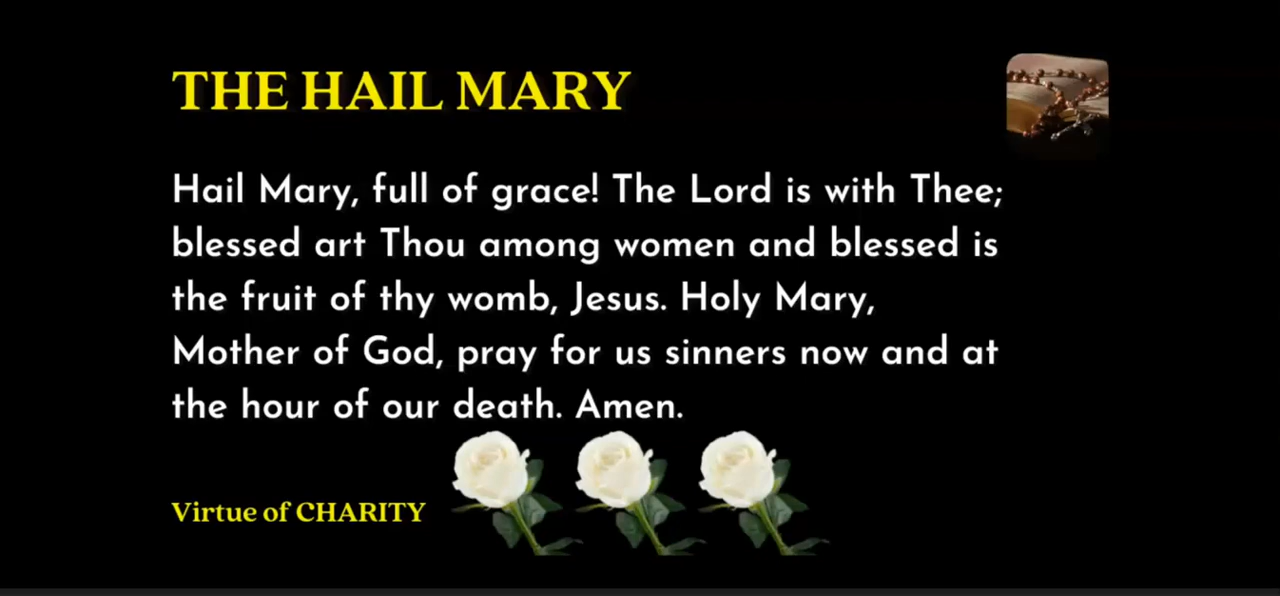 THE HAIL MARY
Hail Mary, full of grace! The Lord is with Thee;
blessed art Thou among women and blessed is
the fruit of thy womb, Jesus. Holy Mary,
Mother of God, pray for us sinners now and at
the hour of our death. Amen.
Virtue of CHARITY